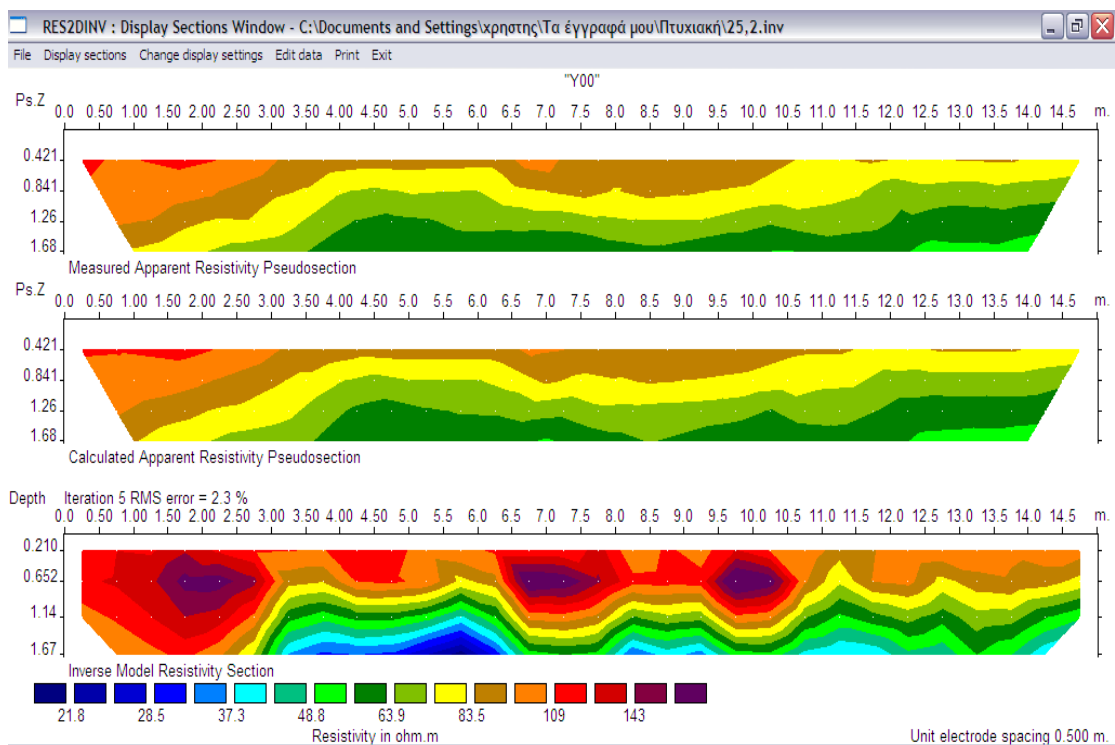 RES2DINV : Display Sections Window - C:\Documents and Settings\χρηστης\Τα έγγραφά μου\Πτυχιακή\25,2.inv
File Display sections Change display settings Edit data Print Exit
"Y00"
Ps.Z 0.0 0.50 1.00 1.50 2.00 2.50 3.00 3.50 4.00 4.50 5.0 5.5 6.0 6.5 7.0 7.5 8.0 8.5 9.0 9.5 10.0 10.5 11.0 11.5 12.0 12.5 13.0 13.5 14.0 14.5 m.
0.421
0.841
1.26
1.68
Measured Apparent Resistivity Pseudosection
Ps.Z 0.0 0.50 1.00 1.50 2.00 2.50 3.00 3.50 4.00 4.50 5.0 5.5 6.0 6.5 7.0 7.5 8.0 8.5 9.0 9.5 10.0 10.5 11.0 11.5 12.0 12.5 13.0 13.5 14.0 14.5 m.
0.421
0.841
1.26
1.68
Calculated Apparent Resistivity Pseudosection
Depth Iteration 5 RMS error = 2.3 %
0.0 0.50 1.00 1.50 2.00 2.50 3.00 3.50 4.00 4.50 5.0 5.5 6.0 6.5 7.0 7.5 8.0 8.5 9.0 9.5 10.0 10.5 11.0 11.5 12.0 12.5 13.0 13.5 14.0 14.5 m.
0.210
0.652
1.14
1.67
Inverse Model Resistivity Section
21.8 28.5 37.3 48.8 63.9 83.5 109 143
Resistivity in ohm.m Unit electrode spacing 0.500 m.